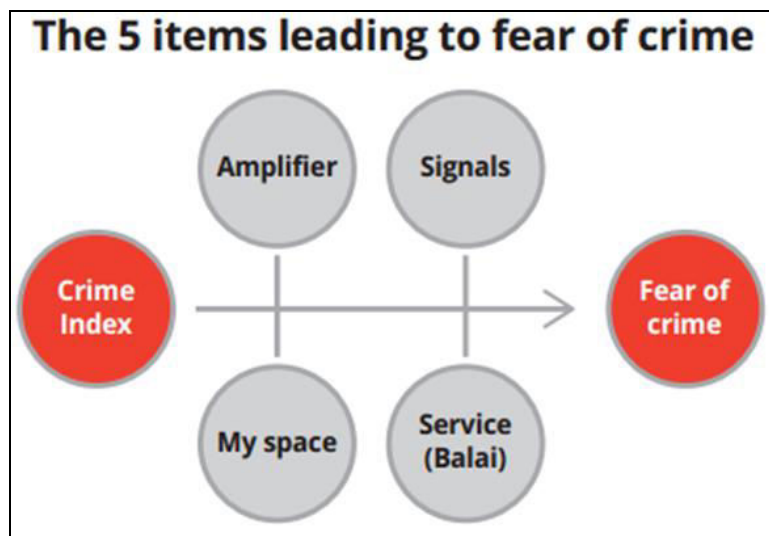 The 5 items leading to fear of crime
Amplifier
Signals
Crime
Index
Fear of
crime
My space
Service
(Balai)